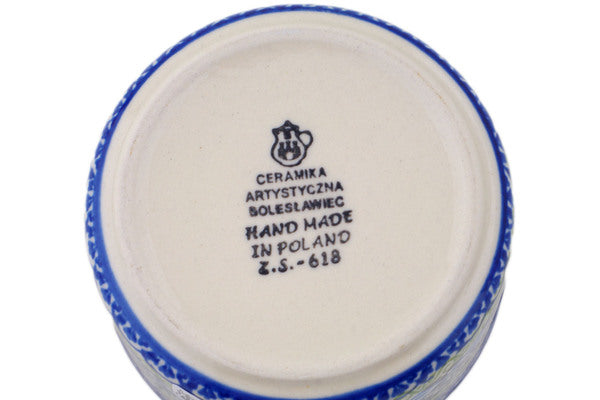 CERAMIKA
ARTYSTYCZNA
BOLESŁAWIEC
HAND MADE
IN POLAND
Z.S.-618